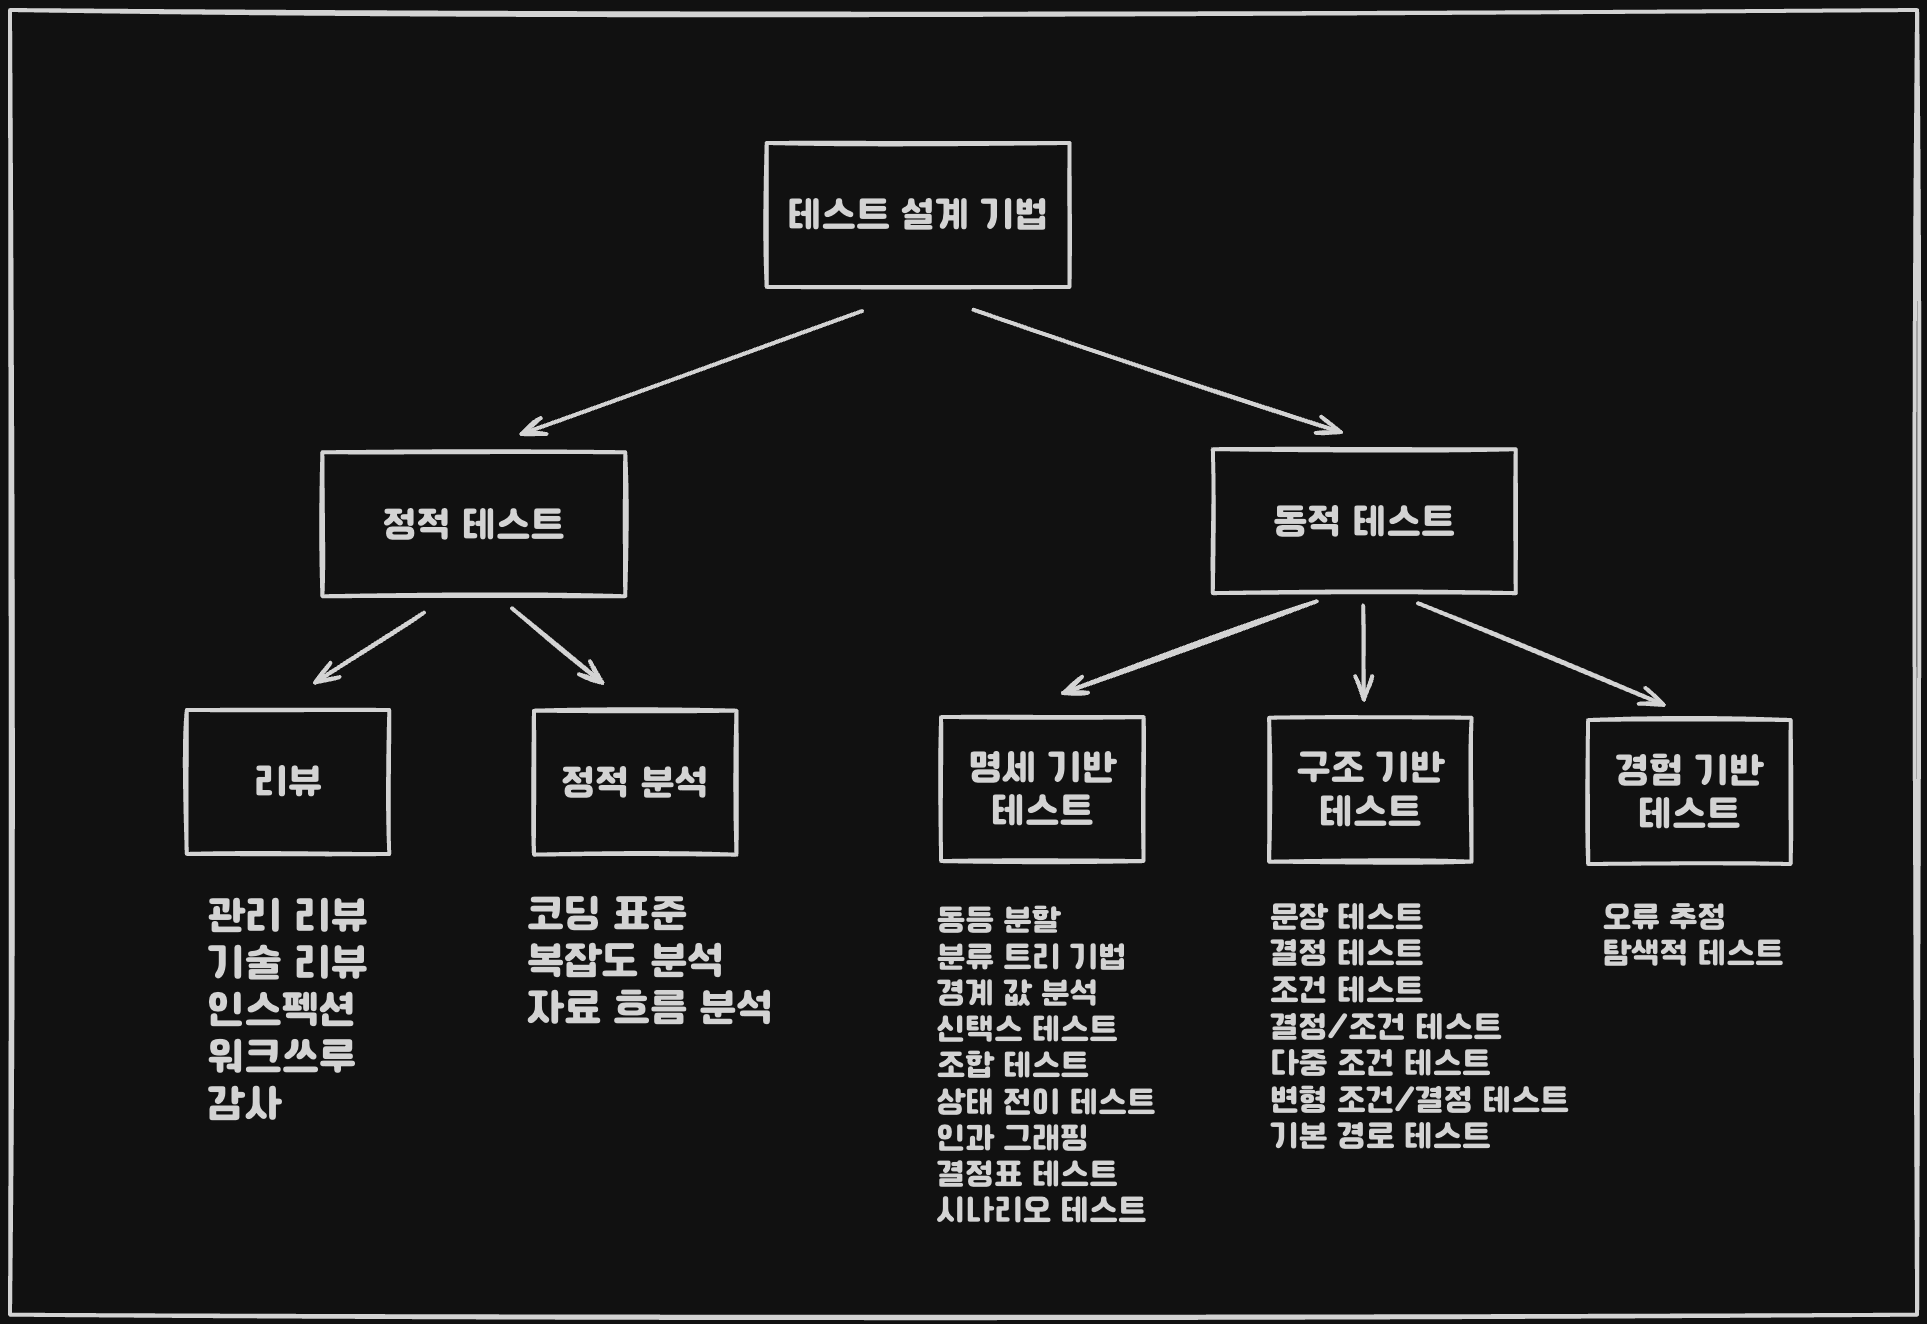 테스트 설계 기법
정적 테스트
동적 테스트
리뷰
정적 분석
명세 기반
테스트
구조 기반
테스트
경험 기반
테스트
관리 리뷰
기술 리뷰
인스펙션
워크쓰루
감사
코딩 표준
복잡도 분석
자료 흐름 분석
동등 분할
분류 트리 기법
경계 값 분석
신택스 테스트
조합 테스트
상태 전이 테스트
인과 그래핑
결정표 테스트
시나리오 테스트
문장 테스트
결정 테스트
조건 테스트
결정/조건 테스트
다중 조건 테스트
변형 조건/결정 테스트
기본 경로 테스트
오류 추정
탐색적 테스트